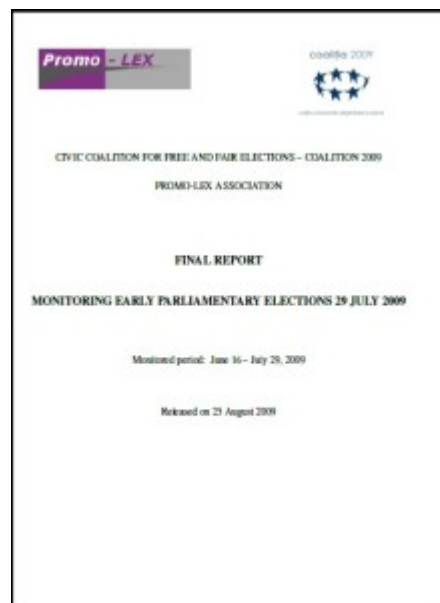 Promo - LEX
coaliția 2009
CIVIC COALITION FOR FREE AND FAIR ELECTIONS – COALITION 2009
PROMO-LEX ASSOCIATION
FINAL REPORT
MONITORING EARLY PARLIAMENTARY ELECTIONS 29 JULY 2009
Monitored period: June 16 – July 29, 2009
Released on 25 August 2009